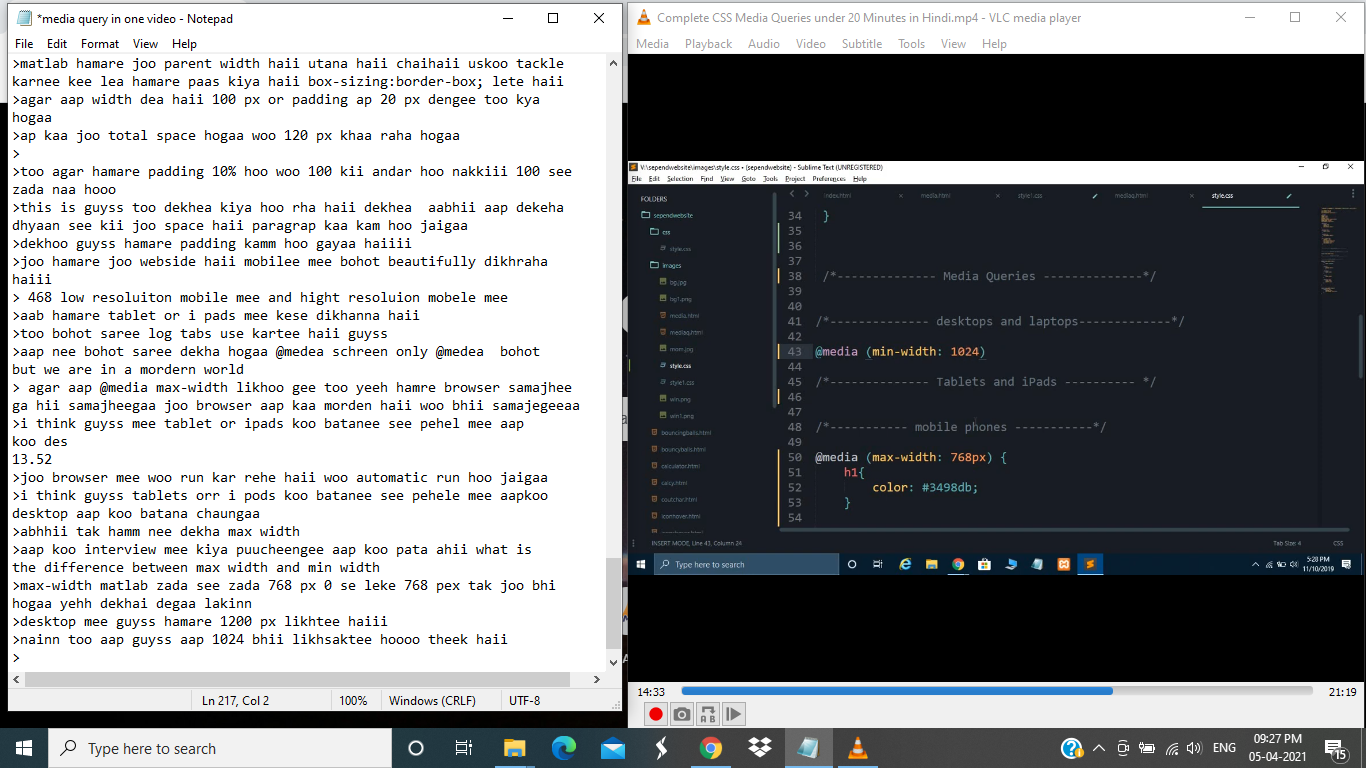 *media query in one video - Notepad
File Edit Format View Help
>matlab hamare joo parent width haii utana haii chaihaii uskoo tackle
karnee kee lea hamare paas kiya haii box-sizing:border-box; lete haii
>agar aap width dea haii 100 px or padding ap 20 px dengee too kya
hogaa
>ap kaa joo total space hogaa woo 120 px khaa raha hogaa
>
>too agar hamare padding 10% hoo woo 100 kii andar hoo nakkiii 100 see
zada naa hooo
>this is guyss too dekhea kiya hoo rha haii dekhea  aabhii aap dekeha
dhyaan see kii joo space haii paragrap kaa kam hoo jaigaa
>dekhoo guyss hamare padding kamm hoo gayaa haiiii
>joo hamare joo webside haii mobilee mee bohot beautifully dikhraha
haiii
> 468 low resoluiton mobile mee and hight resoluion mobele mee
>aab hamare tablet or i pads mee kese dikhanna haii
>too bohot saree log tabs use kartee haii guyss
>aap nee bohot saree dekha hogaa @medea schreen only @medea  bohot
but we are in a mordern world
> agar aap @media max-width likhoo gee too yeeh hamre browser samajhee
ga hii samajheegaa joo browser aap kaa morden haii woo bhii samajegeeaa
>i think guyss mee tablet or ipads koo batanee see pehel mee aap
koo des
13.52
>joo browser mee woo run kar rehe haii woo automatic run hoo jaigaa
>i think guyss tablets orr i pods koo batanee see pehele mee aapkoo
desktop aap koo batana chaungaa
>abhhii tak hamm nee dekha max width
>aap koo interview mee kiya puucheengee aap koo pata ahii what is
the difference between max width and min width
>max-width matlab zada see zada 768 px 0 se leke 768 pex tak joo bhi
hogaa yehh dekhai degaa lakinn
>desktop mee guyss hamare 1200 px likhtee haiii
>nainn too aap guyss aap 1024 bhii likhsaktee hoooo theek haii
>
Ln 217, Col 2 100% Windows (CRLF) UTF-8
Complete CSS Media Queries under 20 Minutes in Hindi.mp4 - VLC media player
Media Playback Audio Video Subtitle Tools View Help
V:\sependwebsite\images\style.css • (sependwebsite) - Sublime Text (UNREGISTERED)
File Edit Selection Find View Goto Tools Project Preferences Help
index.html media.html style1.css mediaq.html style.css
FOLDERS
sependwebsite
css
style.css
images
bg.jpg
bg1.png
media.html
mediaq.html
mom.jpg
style.css
style1.css
win.png
win1.png
bouncingballs.html
bouncyballs.html
calculator.html
calcy.html
coutchar.html
iconhover.html
34 }
35
36
37
38 /*------------- Media Queries -------------*/
39
40
41 /*------------- desktops and laptops------------*/
42
43 @media (min-width: 1024)
44
45 /*------------- Tablets and iPads ---------- */
46
47
48 /*----------- mobile phones -----------*/
49
50 @media (max-width: 768px) {
51 h1{
52 color: #3498db;
53 }
54
INSERT MODE, Line 43, Column 24 Tab Size: 4 CSS
Type here to search 5:28 PM
11/10/2019
14:33 21:19
A B
Type here to search ENG 09:27 PM
05-04-2021 15